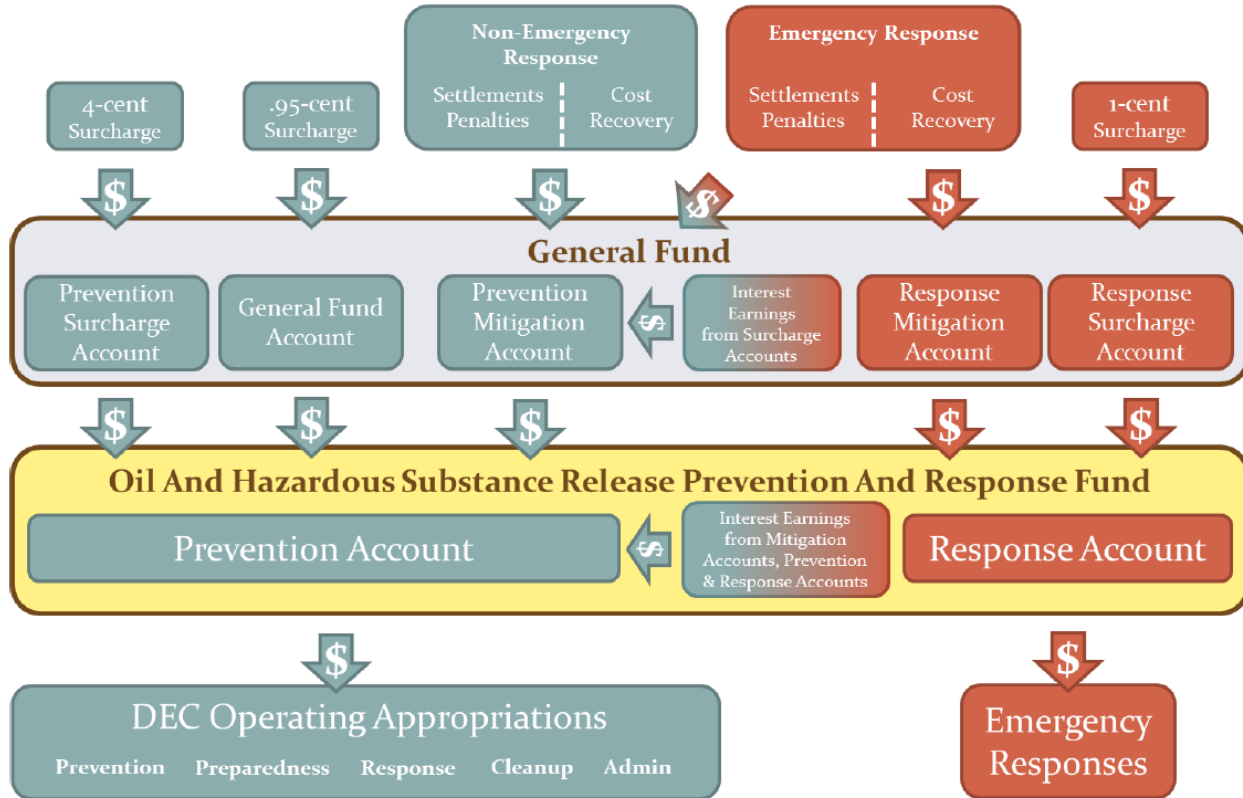 Non-Emergency
Response
Settlements
Penalties
Cost
Recovery
Emergency Response
Settlements
Penalties
Cost
Recovery
4-cent
Surcharge
.95-cent
Surcharge
1-cent
Surcharge
$
$
$
$
$
$
General Fund
Prevention
Surcharge
Account
General Fund
Account
Prevention
Mitigation
Account
$
Interest
Earnings
from Surcharge
Accounts
Response
Mitigation
Account
Response
Surcharge
Account
$
$
$
$
$
Oil And Hazardous Substance Release Prevention And Response Fund
Prevention Account
$
Interest Earnings
from Mitigation
Accounts, Prevention
& Response Accounts
Response Account
$
$
DEC Operating Appropriations
Prevention Preparedness Response Cleanup Admin
Emergency
Responses